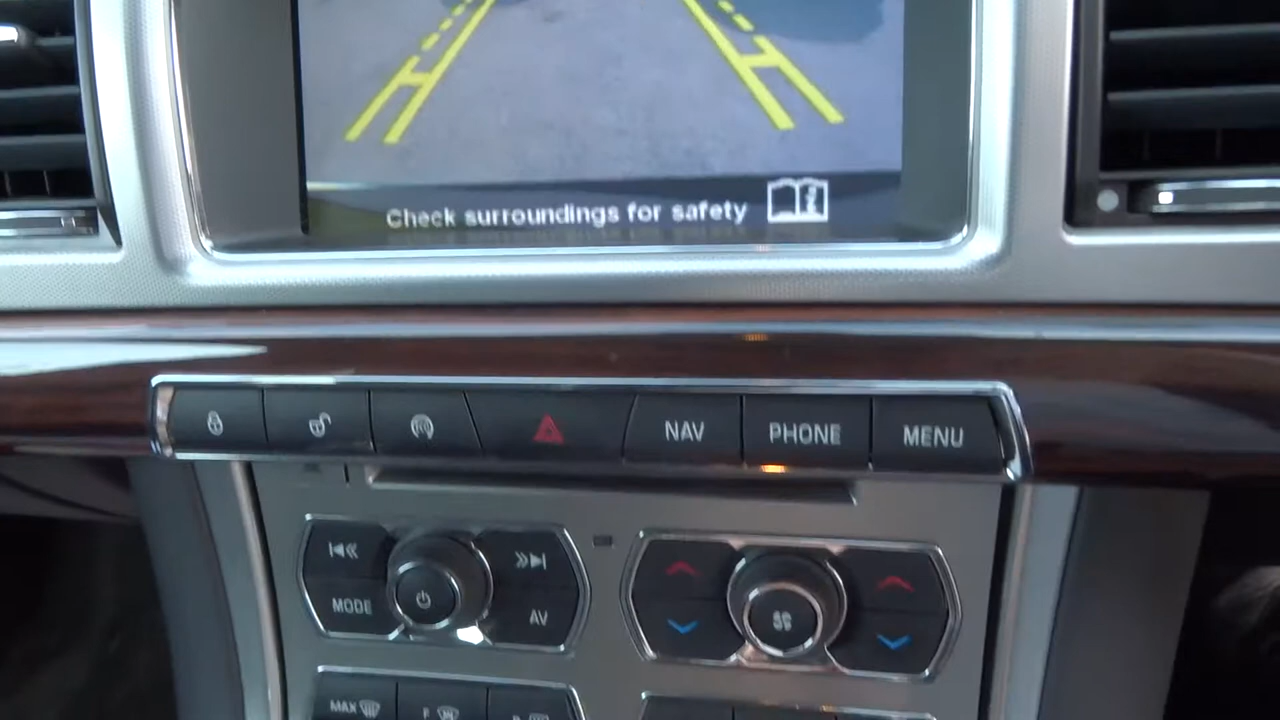 Check surroundings for safety
NAV PHONE MENU
MODE
AV
MAX
F
R